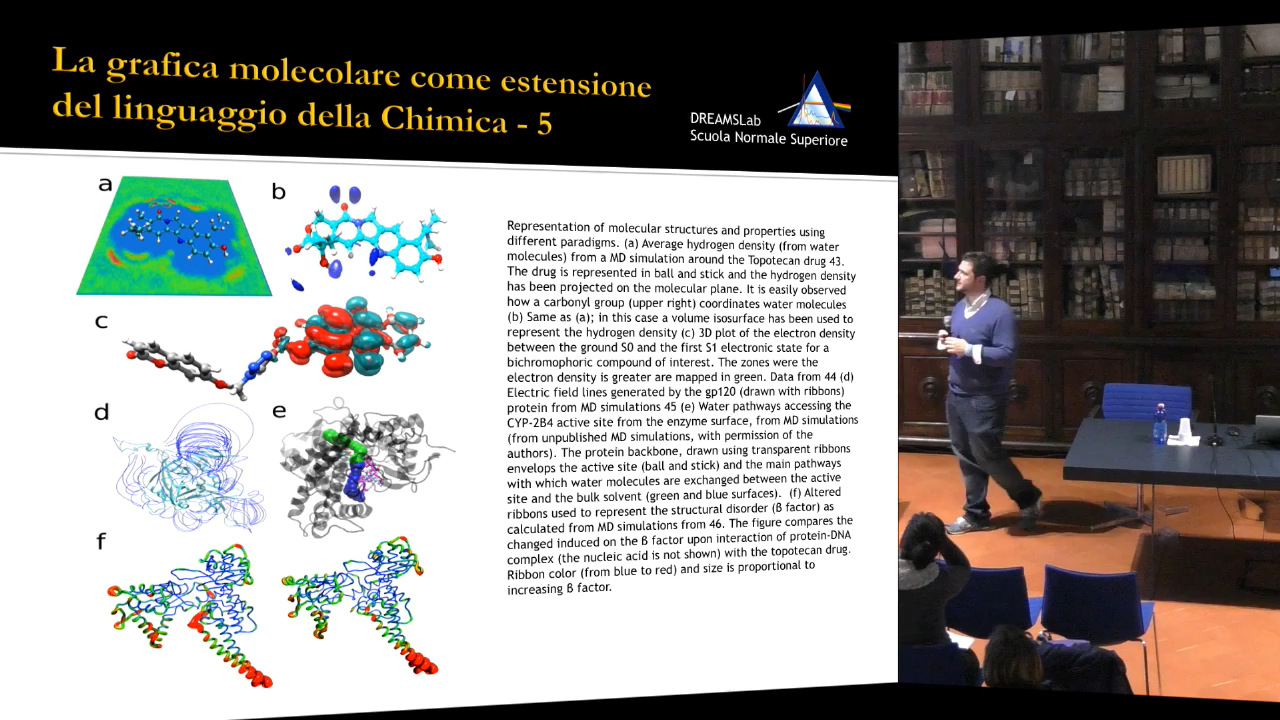 La grafica molecolare come estensione
del linguaggio della Chimica - 5
DREAMSLab
Scuola Normale Superiore
a
b
c
d
e
f
Representation of molecular structures and properties using
different paradigms. (a) Average hydrogen density (from water
molecules) from a MD simulation around the Topotecan drug 43.
The drug is represented in ball and stick and the hydrogen density
has been projected on the molecular plane. It is easily observed
how a carbonyl group (upper right) coordinates water molecules
(b) Same as (a); in this case a volume isosurface has been used to
represent the hydrogen density (c) 3D plot of the electron density
between the ground S0 and the first S1 electronic state for a
bichromophoric compound of interest. The zones were the
electron density is greater are mapped in green. Data from 44 (d)
Electric field lines generated by the gp120 (drawn with ribbons)
protein from MD simulations 45 (e) Water pathways accessing the
CYP-2B4 active site from the enzyme surface, from MD simulations
(from unpublished MD simulations, with permission of the
authors). The protein backbone, drawn using transparent ribbons
envelops the active site (ball and stick) and the main pathways
with which water molecules are exchanged between the active
site and the bulk solvent (green and blue surfaces). (f) Altered
ribbons used to represent the structural disorder (ß factor) as
calculated from MD simulations from 46. The figure compares the
changed induced on the ß factor upon interaction of protein-DNA
complex (the nucleic acid is not shown) with the topotecan drug.
Ribbon color (from blue to red) and size is proportional to
increasing ß factor.